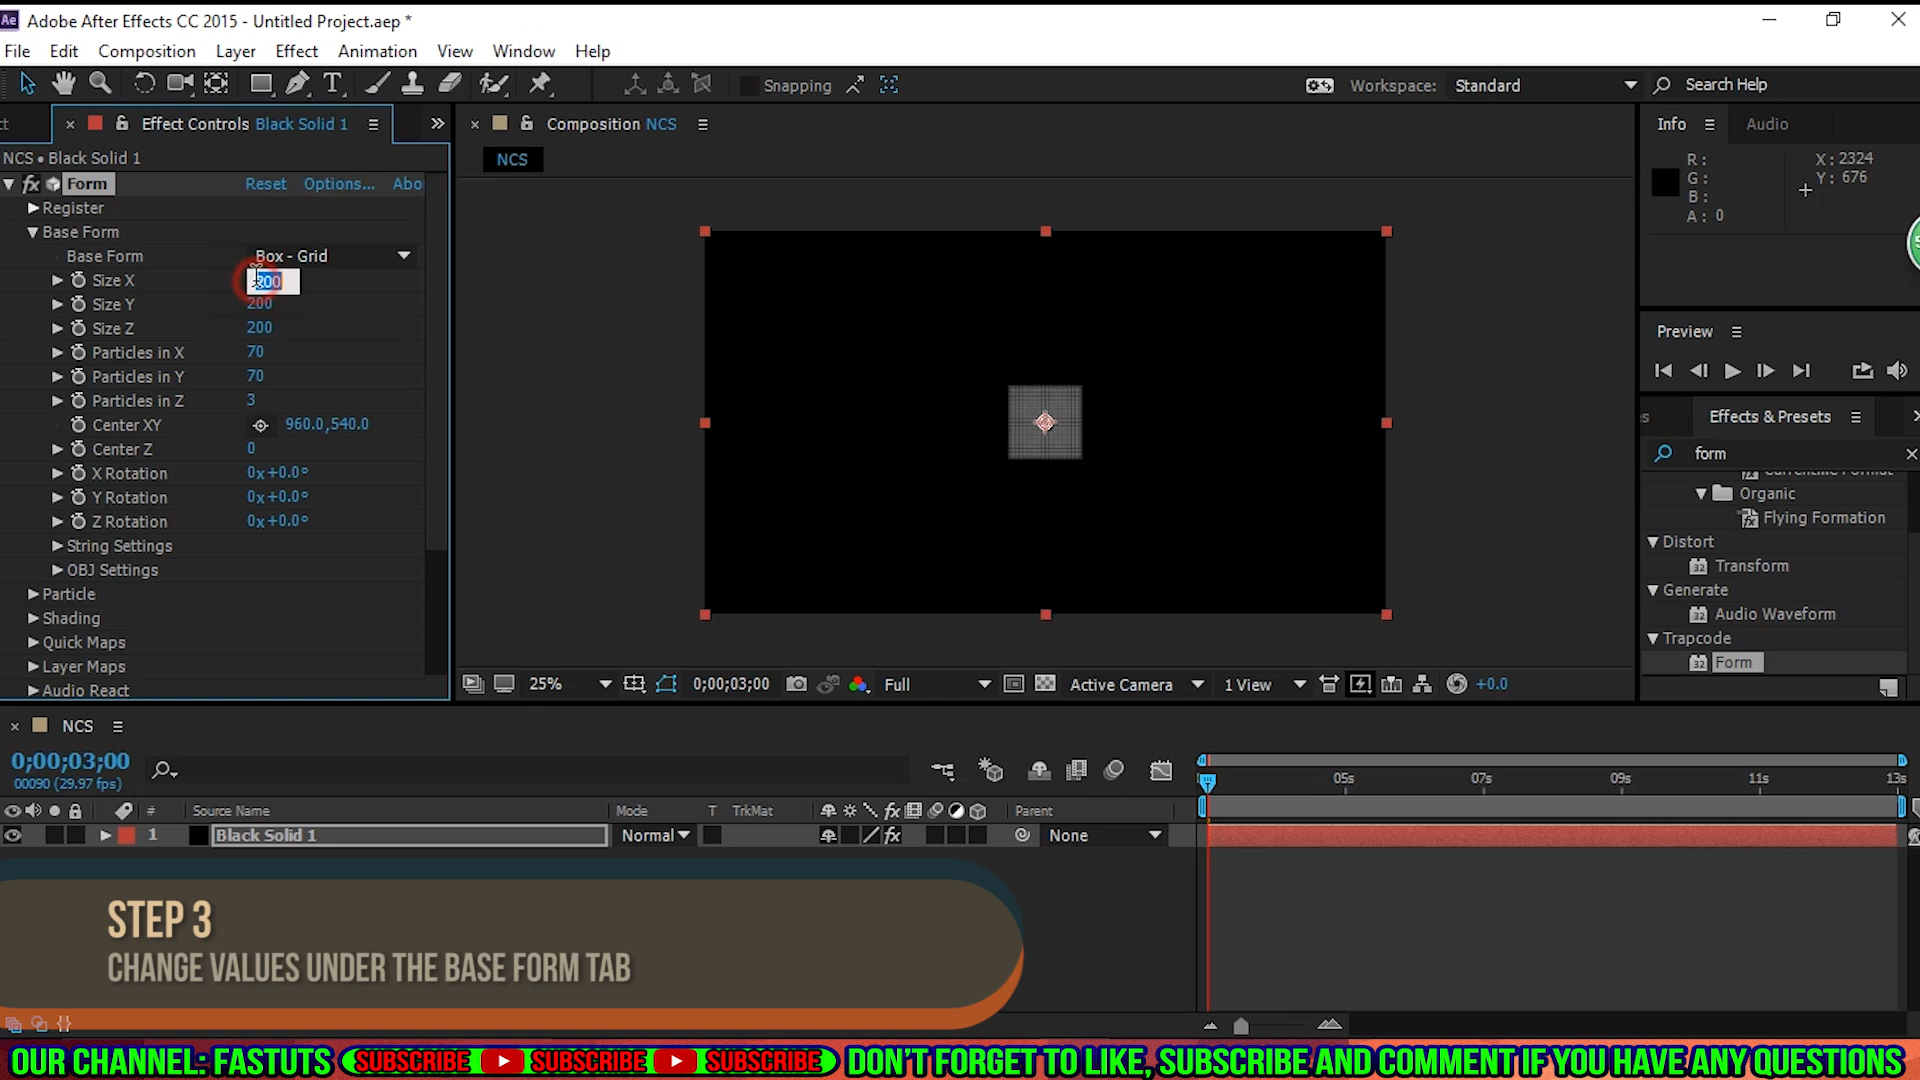 Ae Adobe After Effects CC 2015 - Untitled Project.aep *
File Edit Composition Layer Effect Animation View Window Help
Snapping Workspace: Standard Search Help
Effect Controls Black Solid 1
Composition NCS
Info Audio
NCS • Black Solid 1
NCS
R: X: 2324
G: Y: 676
B:
A: 0
fx Form Reset Options... Abo
Register
Base Form
Base Form Box - Grid
Size X
Size Y 200
Size Z 200
Particles in X 70
Particles in Y 70
Particles in Z 3
Center XY 960.0,540.0
Center Z 0
X Rotation 0x+0.0°
Y Rotation 0x+0.0°
Z Rotation 0x+0.0°
String Settings
OBJ Settings
Particle
Shading
Quick Maps
Layer Maps
Audio React
25% 0;00;03;00 Full Active Camera 1 View +0.0
Preview
Effects & Presets
form
Organic
Flying Formation
Distort
32 Transform
Generate
32 Audio Waveform
Trapcode
32 Form
NCS
0;00;03;00
00090 (29.97 fps)
05s 07s 09s 11s 13s
# Source Name Mode T TrkMat fx Parent
1 Black Solid 1 Normal fx None
STEP 3
CHANGE VALUES UNDER THE BASE FORM TAB
OUR CHANNEL: FASTUTS SUBSCRIBE SUBSCRIBE SUBSCRIBE DON'T FORGET TO LIKE, SUBSCRIBE AND COMMENT IF YOU HAVE ANY QUESTIONS